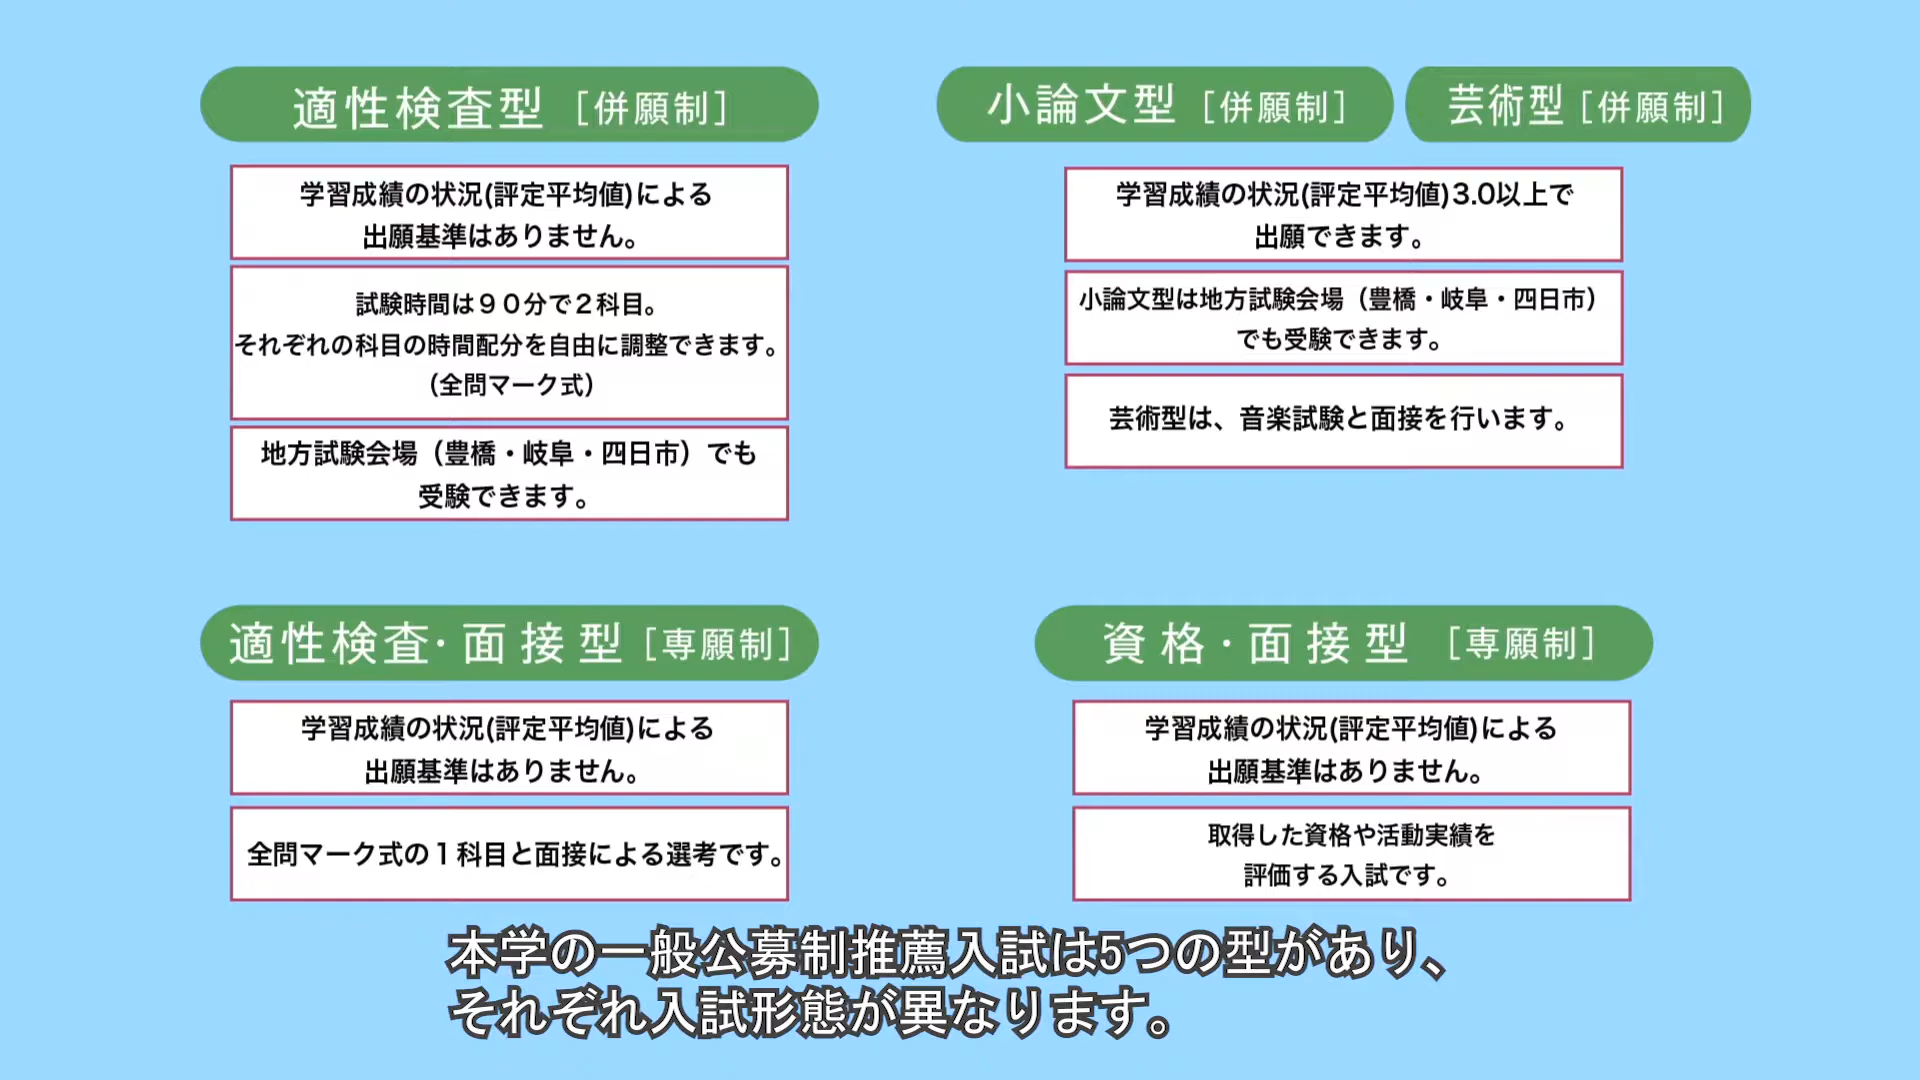 適性検査型［併願制］
学習成績の状況(評定平均値)による
出願基準はありません。
試験時間は９０分で２科目。
それぞれの科目の時間配分を自由に調整できます。
（全問マーク式）
地方試験会場（豊橋・岐阜・四日市）でも
受験できます。
小論文型［併願制］
芸術型［併願制］
学習成績の状況(評定平均値)3.0以上で
出願できます。
小論文型は地方試験会場（豊橋・岐阜・四日市）
でも受験できます。
芸術型は、音楽試験と面接を行います。
適性検査・面接型［専願制］
学習成績の状況(評定平均値)による
出願基準はありません。
全問マーク式の１科目と面接による選考です。
資格・面接型［専願制］
学習成績の状況(評定平均値)による
出願基準はありません。
取得した資格や活動実績を
評価する入試です。
本学の一般公募制推薦入試は5つの型があり、
それぞれ入試形態が異なります。